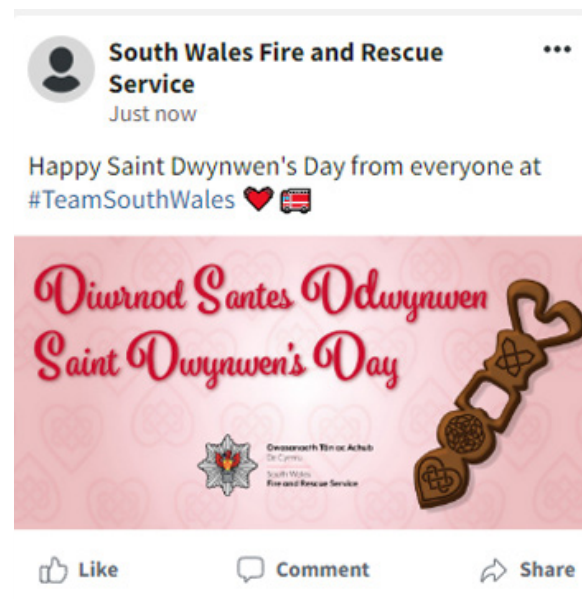 South Wales Fire and Rescue
Service
Just now
Happy Saint Dwynwen's Day from everyone at
#TeamSouthWales
Diwrnod Santes Ddwynwen
Saint Dwynwen's Day
Gwasanaeth Tân ac Achub
De Cymru
South Wales
Fire and Rescue Service
Like
Comment
Share